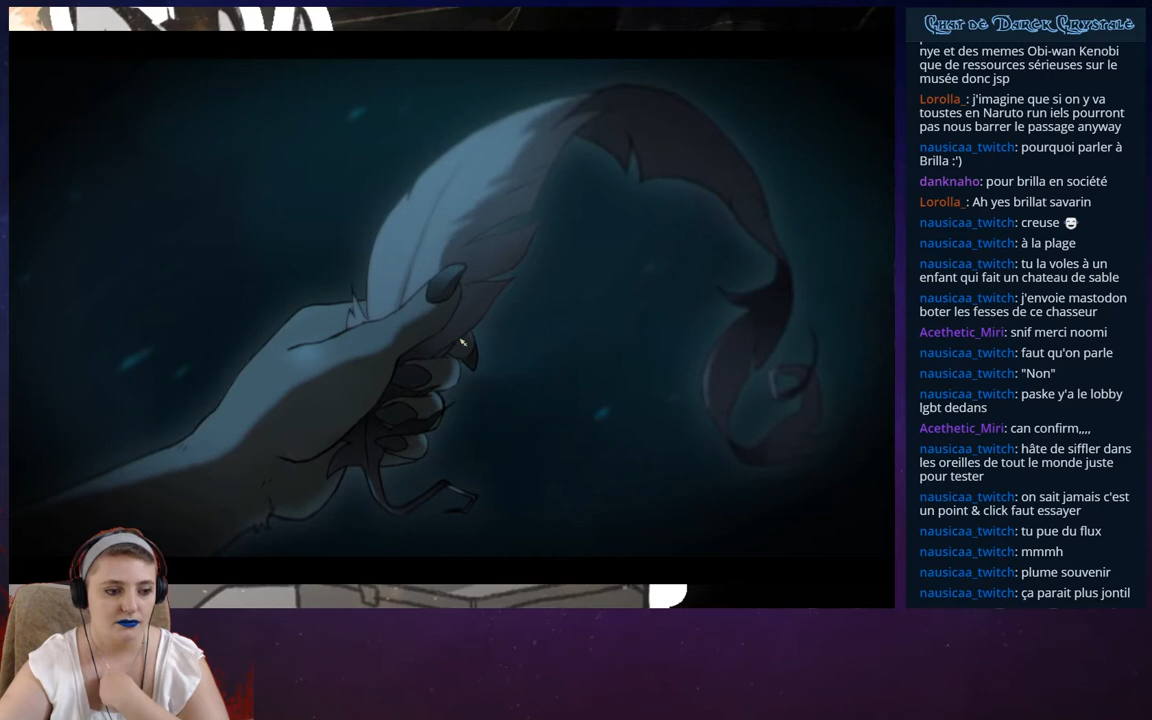 Chat de Darck Crystale
nye et des memes Obi-wan Kenobi
que de ressources sérieuses sur le
musée donc jsp
Lorolla_: j'imagine que si on y va
toustes en Naruto run iels pourront
pas nous barrer le passage anyway
nausicaa_twitch: pourquoi parler à
Brilla :')
danknaho: pour brilla en société
Lorolla_: Ah yes brillat savarin
nausicaa_twitch: creuse
nausicaa_twitch: à la plage
nausicaa_twitch: tu la voles à un
enfant qui fait un chateau de sable
nausicaa_twitch: j'envoie mastodon
boter les fesses de ce chasseur
Acethetic_Miri: snif merci noomi
nausicaa_twitch: faut qu'on parle
nausicaa_twitch: "Non"
nausicaa_twitch: paske y'a le lobby
lgbt dedans
Acethetic_Miri: can confirm,,,,
nausicaa_twitch: hâte de siffler dans
les oreilles de tout le monde juste
pour tester
nausicaa_twitch: on sait jamais c'est
un point & click faut essayer
nausicaa_twitch: tu pue du flux
nausicaa_twitch: mmmh
nausicaa_twitch: plume souvenir
nausicaa_twitch: ça parait plus jontil